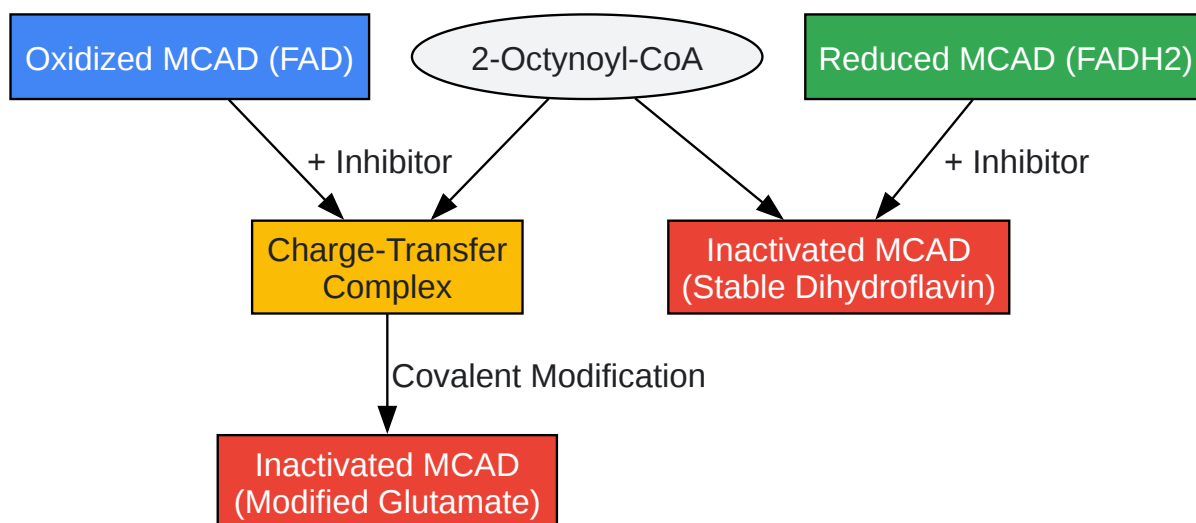 Oxidized MCAD (FAD)
2-Octynoyl-CoA
Reduced MCAD (FADH2)
+ Inhibitor
+ Inhibitor
Charge-Transfer
Complex
Inactivated MCAD
(Stable Dihydroflavin)
Covalent Modification
Inactivated MCAD
(Modified Glutamate)